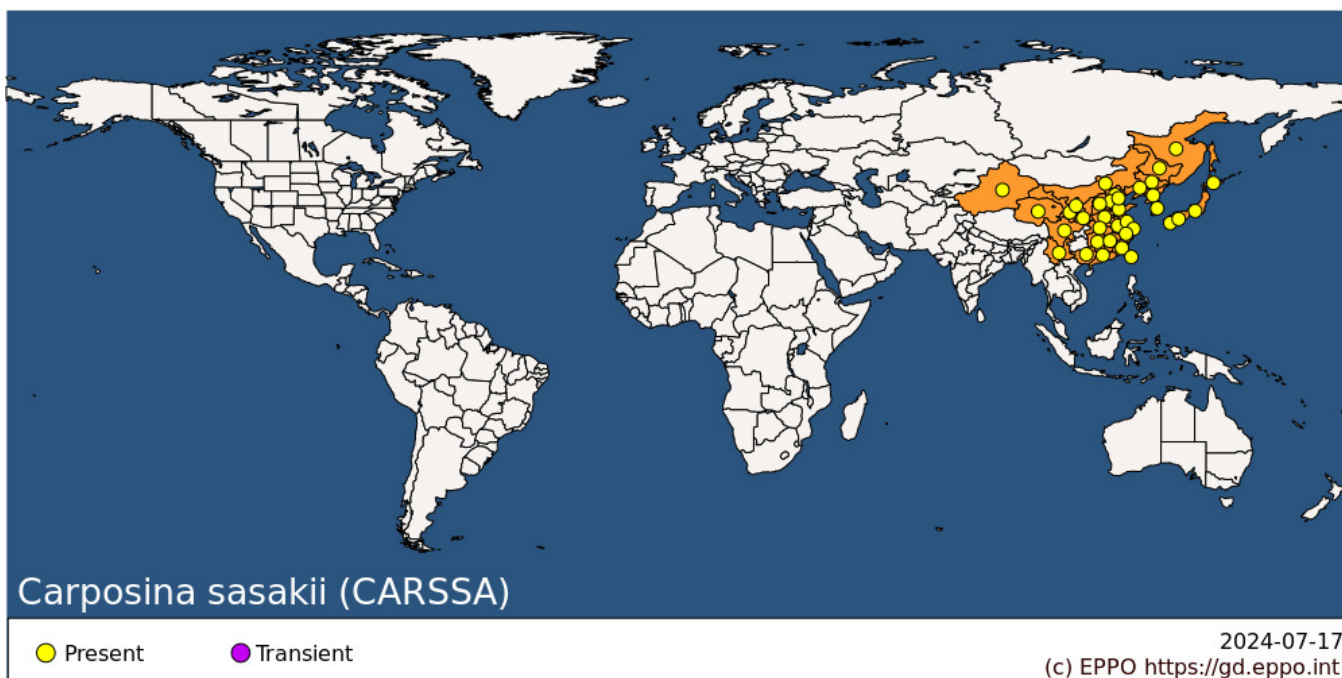 Carposina sasakii (CARSSA)
Present
Transient
2024-07-17
(c) EPPO https://gd.eppo.int